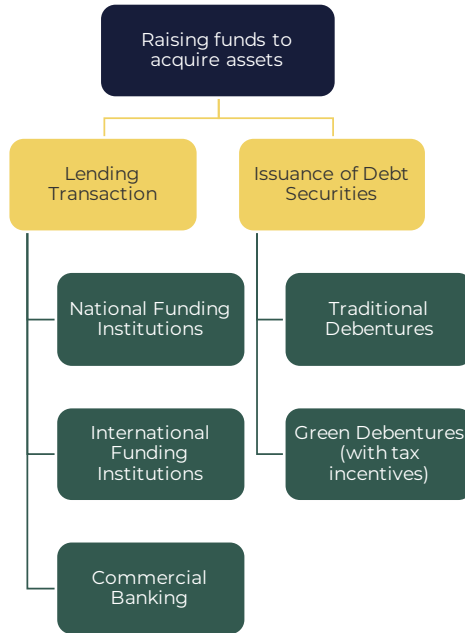 Raising funds to
acquire assets
Lending
Transaction
Issuance of Debt
Securities
National Funding
Institutions
International
Funding
Institutions
Commercial
Banking
Traditional
Debentures
Green Debentures
(with tax
incentives)